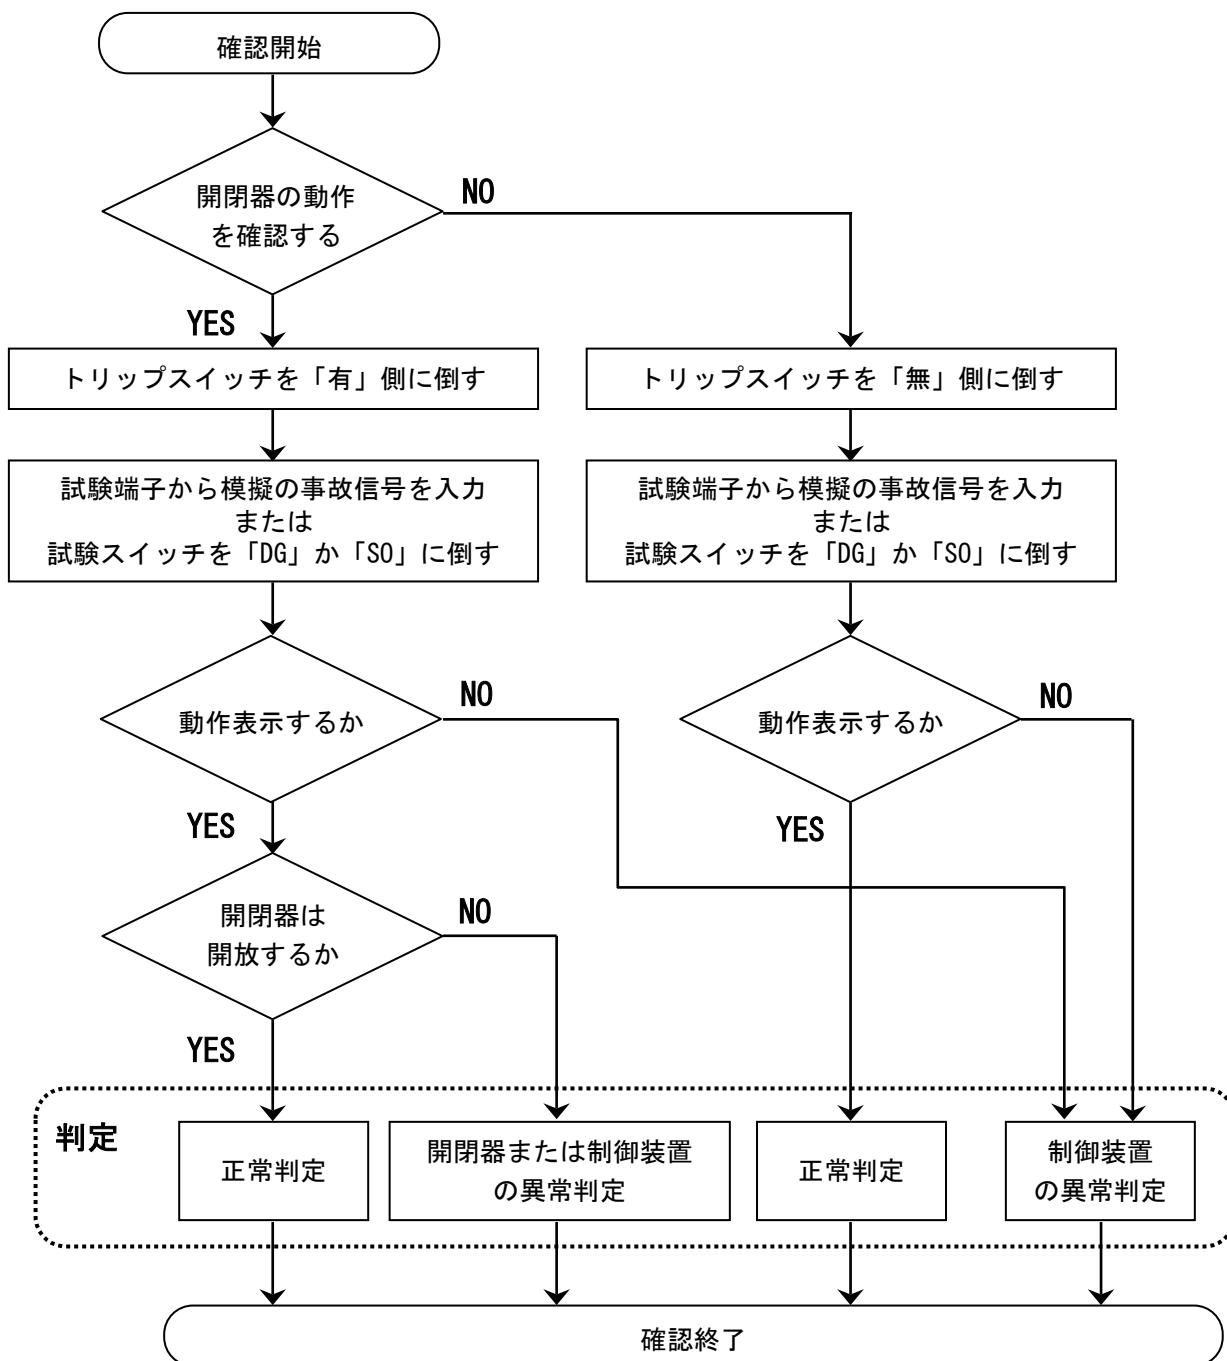 確認開始
開閉器の動作
を確認する
NO
YES
トリップスイッチを「有」側に倒す
トリップスイッチを「無」側に倒す
試験端子から模擬の事故信号を入力
または
試験スイッチを「DG」か「SO」に倒す
試験端子から模擬の事故信号を入力
または
試験スイッチを「DG」か「SO」に倒す
動作表示するか
NO
動作表示するか
NO
YES
YES
開閉器は
開放するか
NO
YES
判定
正常判定
開閉器または制御装置
の異常判定
正常判定
制御装置
の異常判定
確認終了